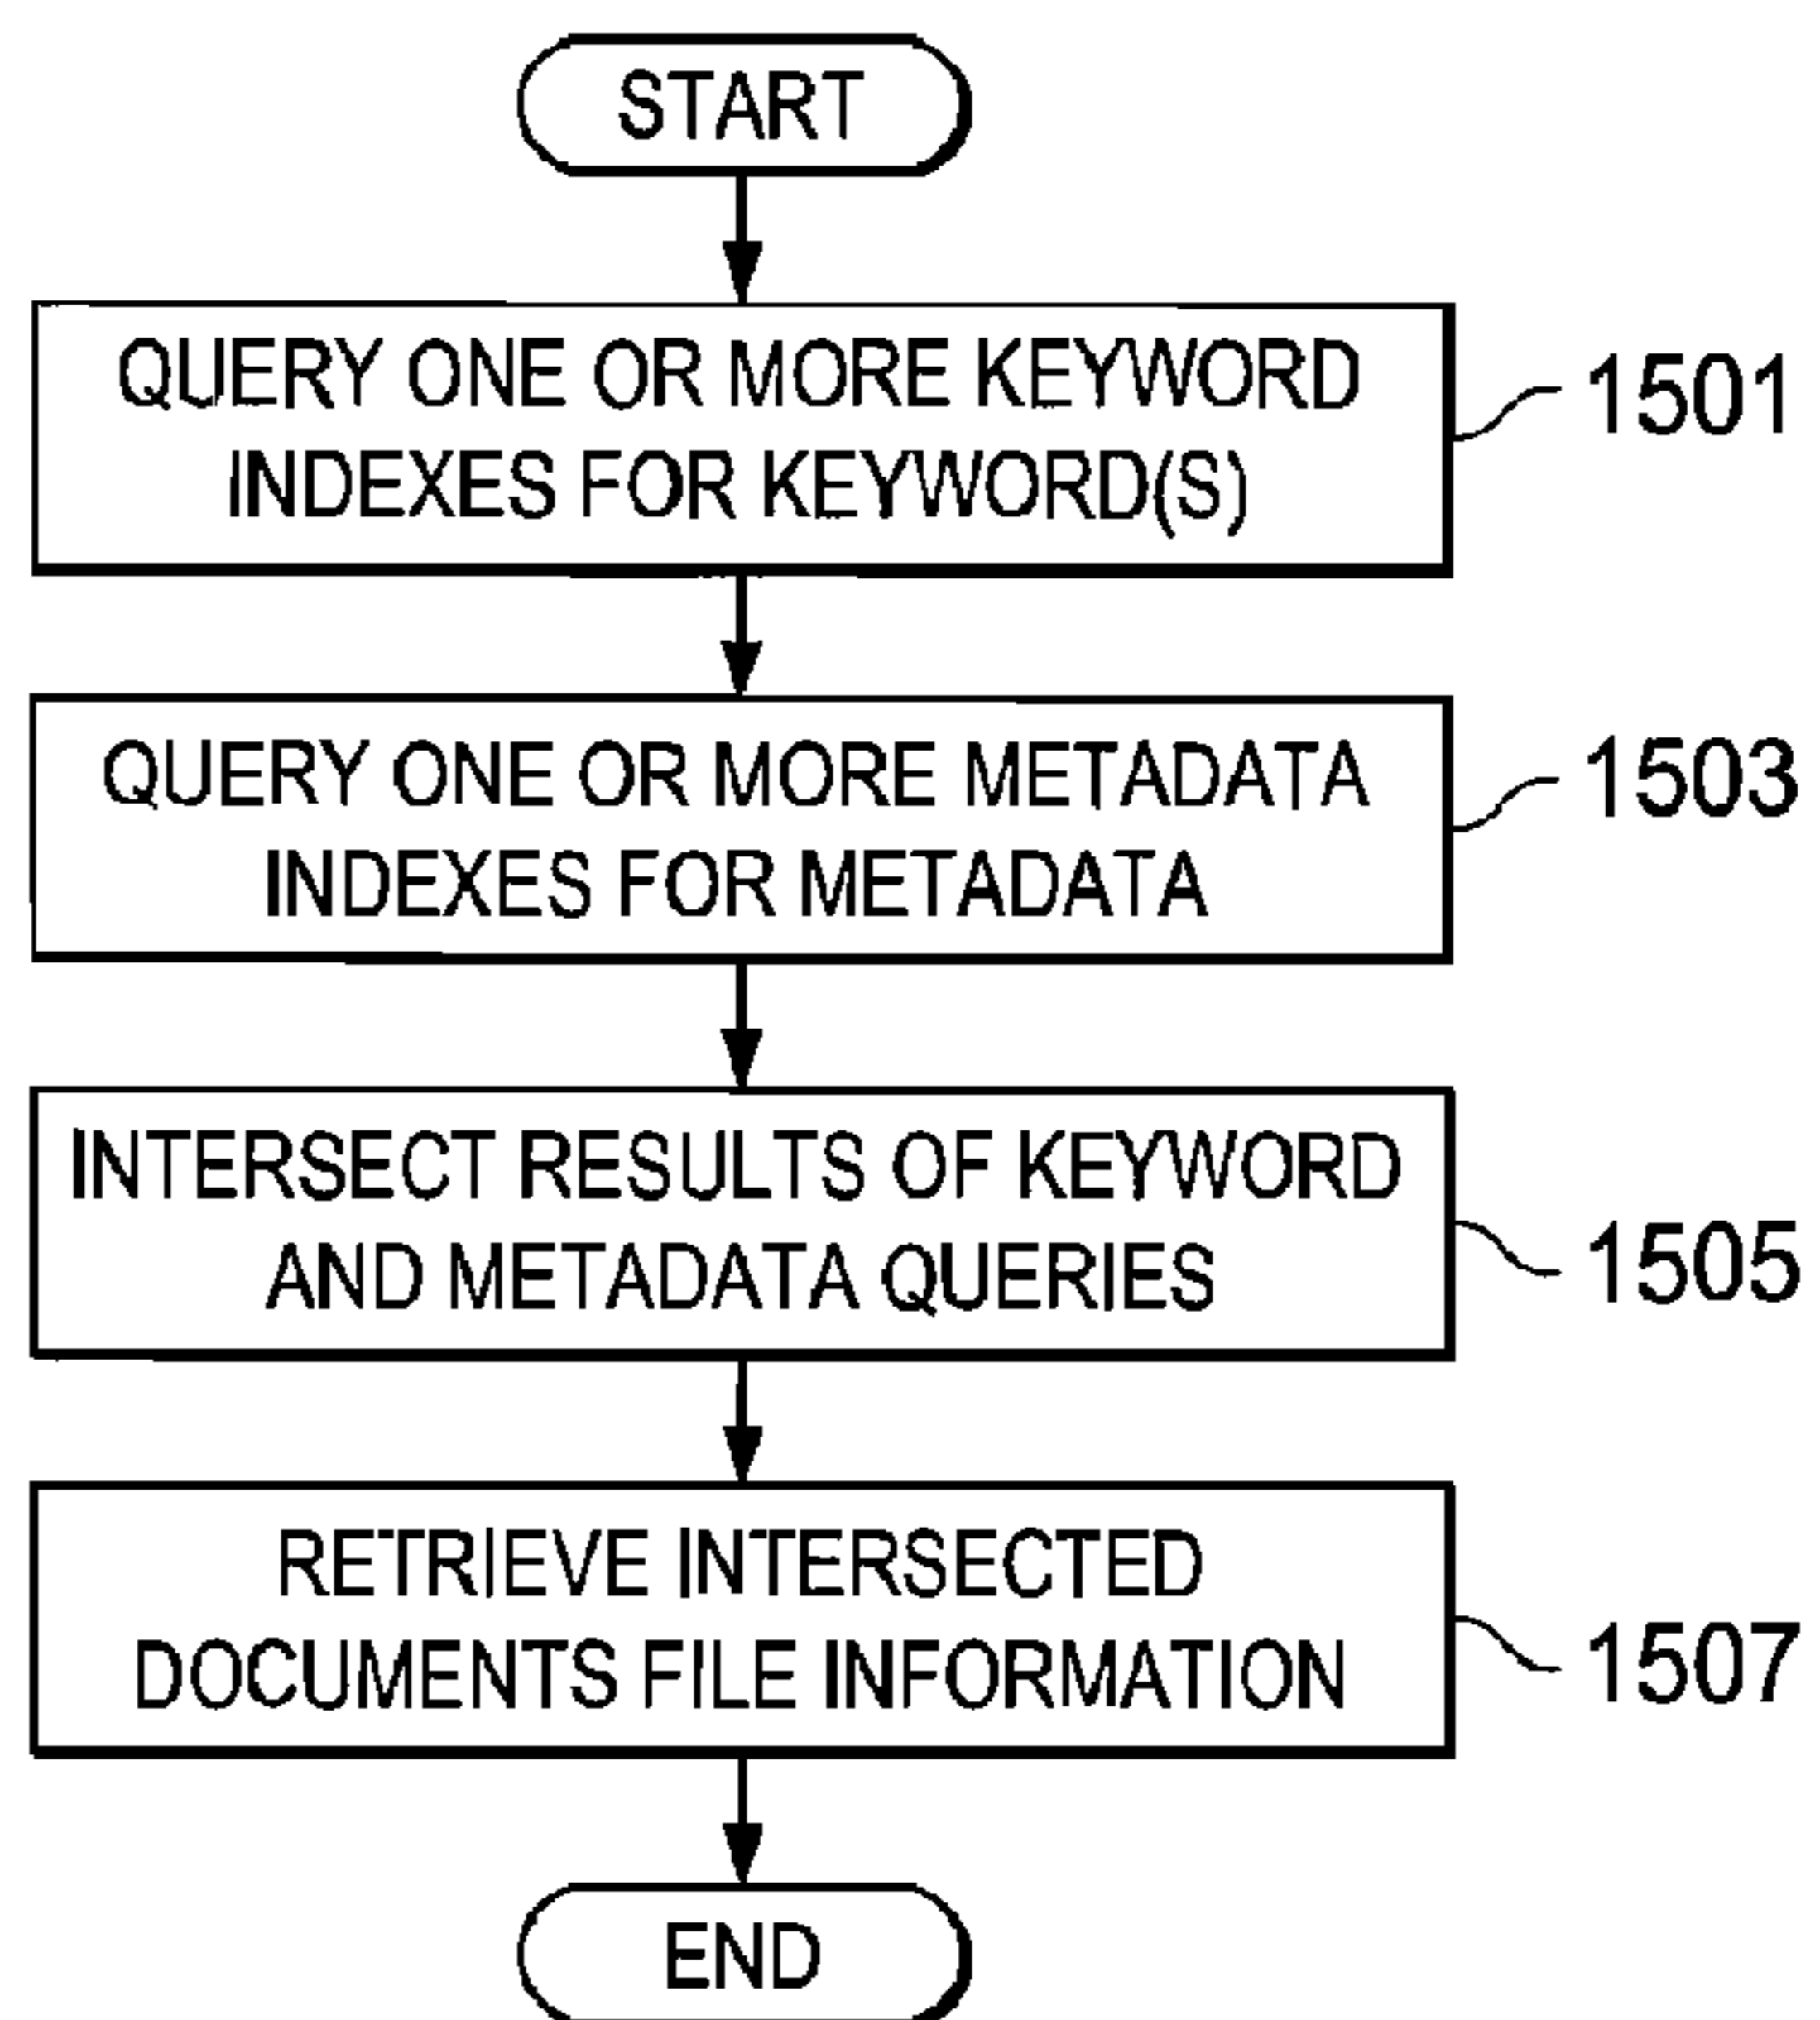 START
QUERY ONE OR MORE KEYWORD
INDEXES FOR KEYWORD(S)
1501
QUERY ONE OR MORE METADATA
INDEXES FOR METADATA
1503
INTERSECT RESULTS OF KEYWORD
AND METADATA QUERIES
1505
RETRIEVE INTERSECTED
DOCUMENTS FILE INFORMATION
1507
END